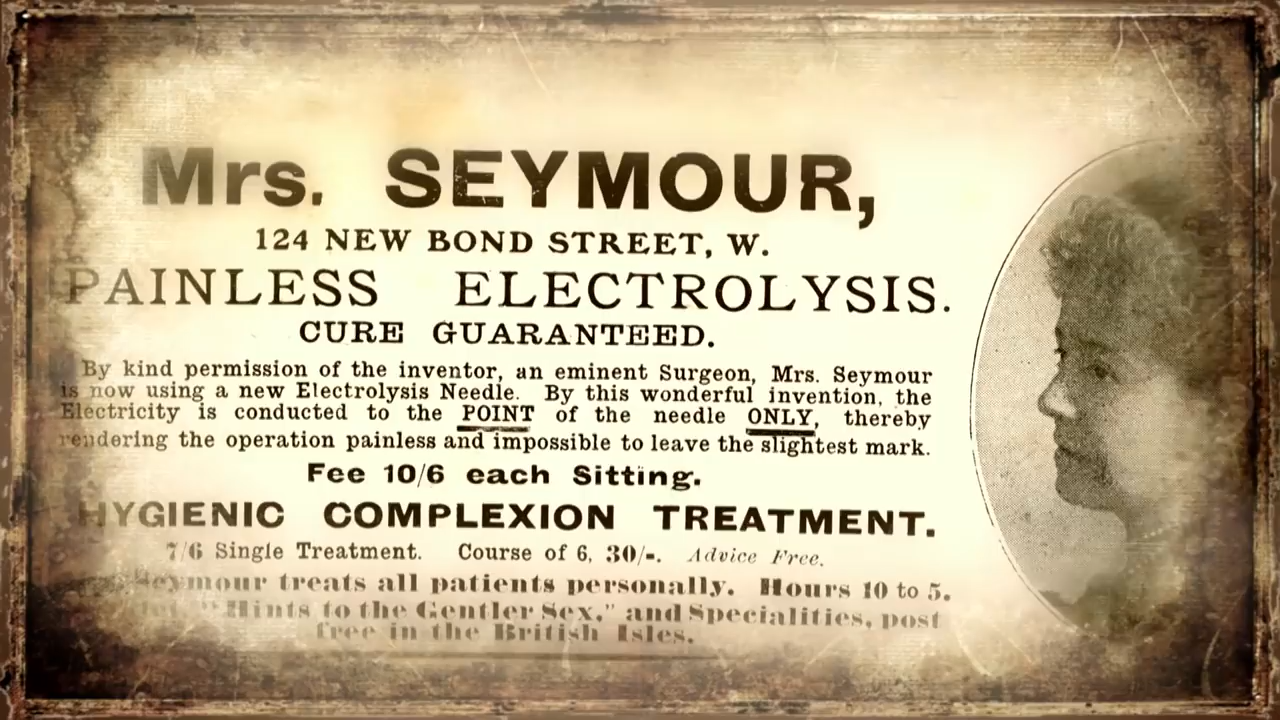 Mrs. SEYMOUR,
124 NEW BOND STREET, W.
PAINLESS ELECTROLYSIS.
CURE GUARANTEED.
By kind permission of the inventor, an eminent Surgeon, Mrs. Seymour
is now using a new Electrolysis Needle. By this wonderful invention, the
Electricity is conducted to the POINT of the needle ONLY, thereby
rendering the operation painless and impossible to leave the slightest mark.
Fee 10/6 each Sitting.
HYGIENIC COMPLEXION TREATMENT.
7/6 Single Treatment. Course of 6, 30/-. Advice Free.
Seymour treats all patients personally. Hours 10 to 5.
"Hints to the Gentler Sex," and Specialities, post
free in the British Isles.